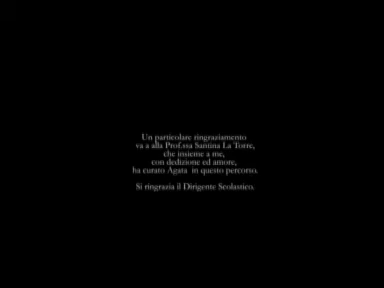 Un particolare ringraziamento
va a alla Prof.ssa Santina La Torre,
che insieme a me,
con dedizione ed amore,
ha curato Agata in questo percorso.
Si ringrazia il Dirigente Scolastico.